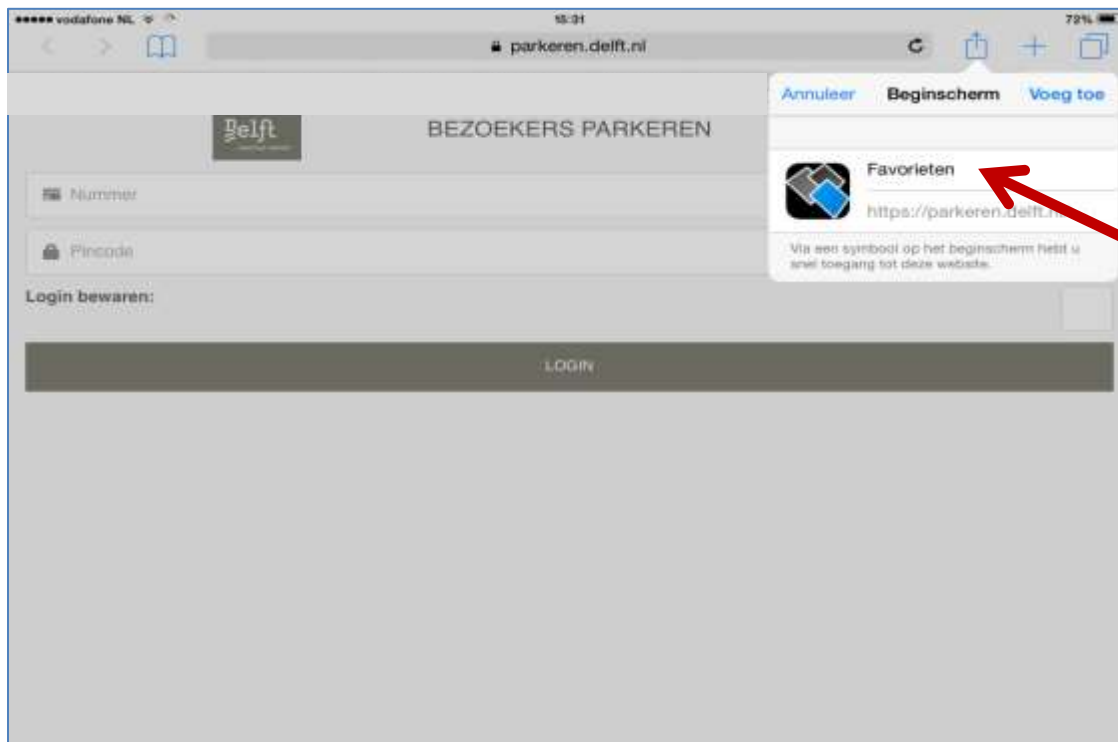 vodafone NL 15:31 72%
parkeren.delft.nl
Annuleer Beginscherm Voeg toe
Delft BEZOEKERS PARKEREN
Favorieten
Nummer
https://parkeren.delft.n
Pincode
Via een symbool op het beginscherm hebt u
snel toegang tot deze website.
Login bewaren:
LOGIN